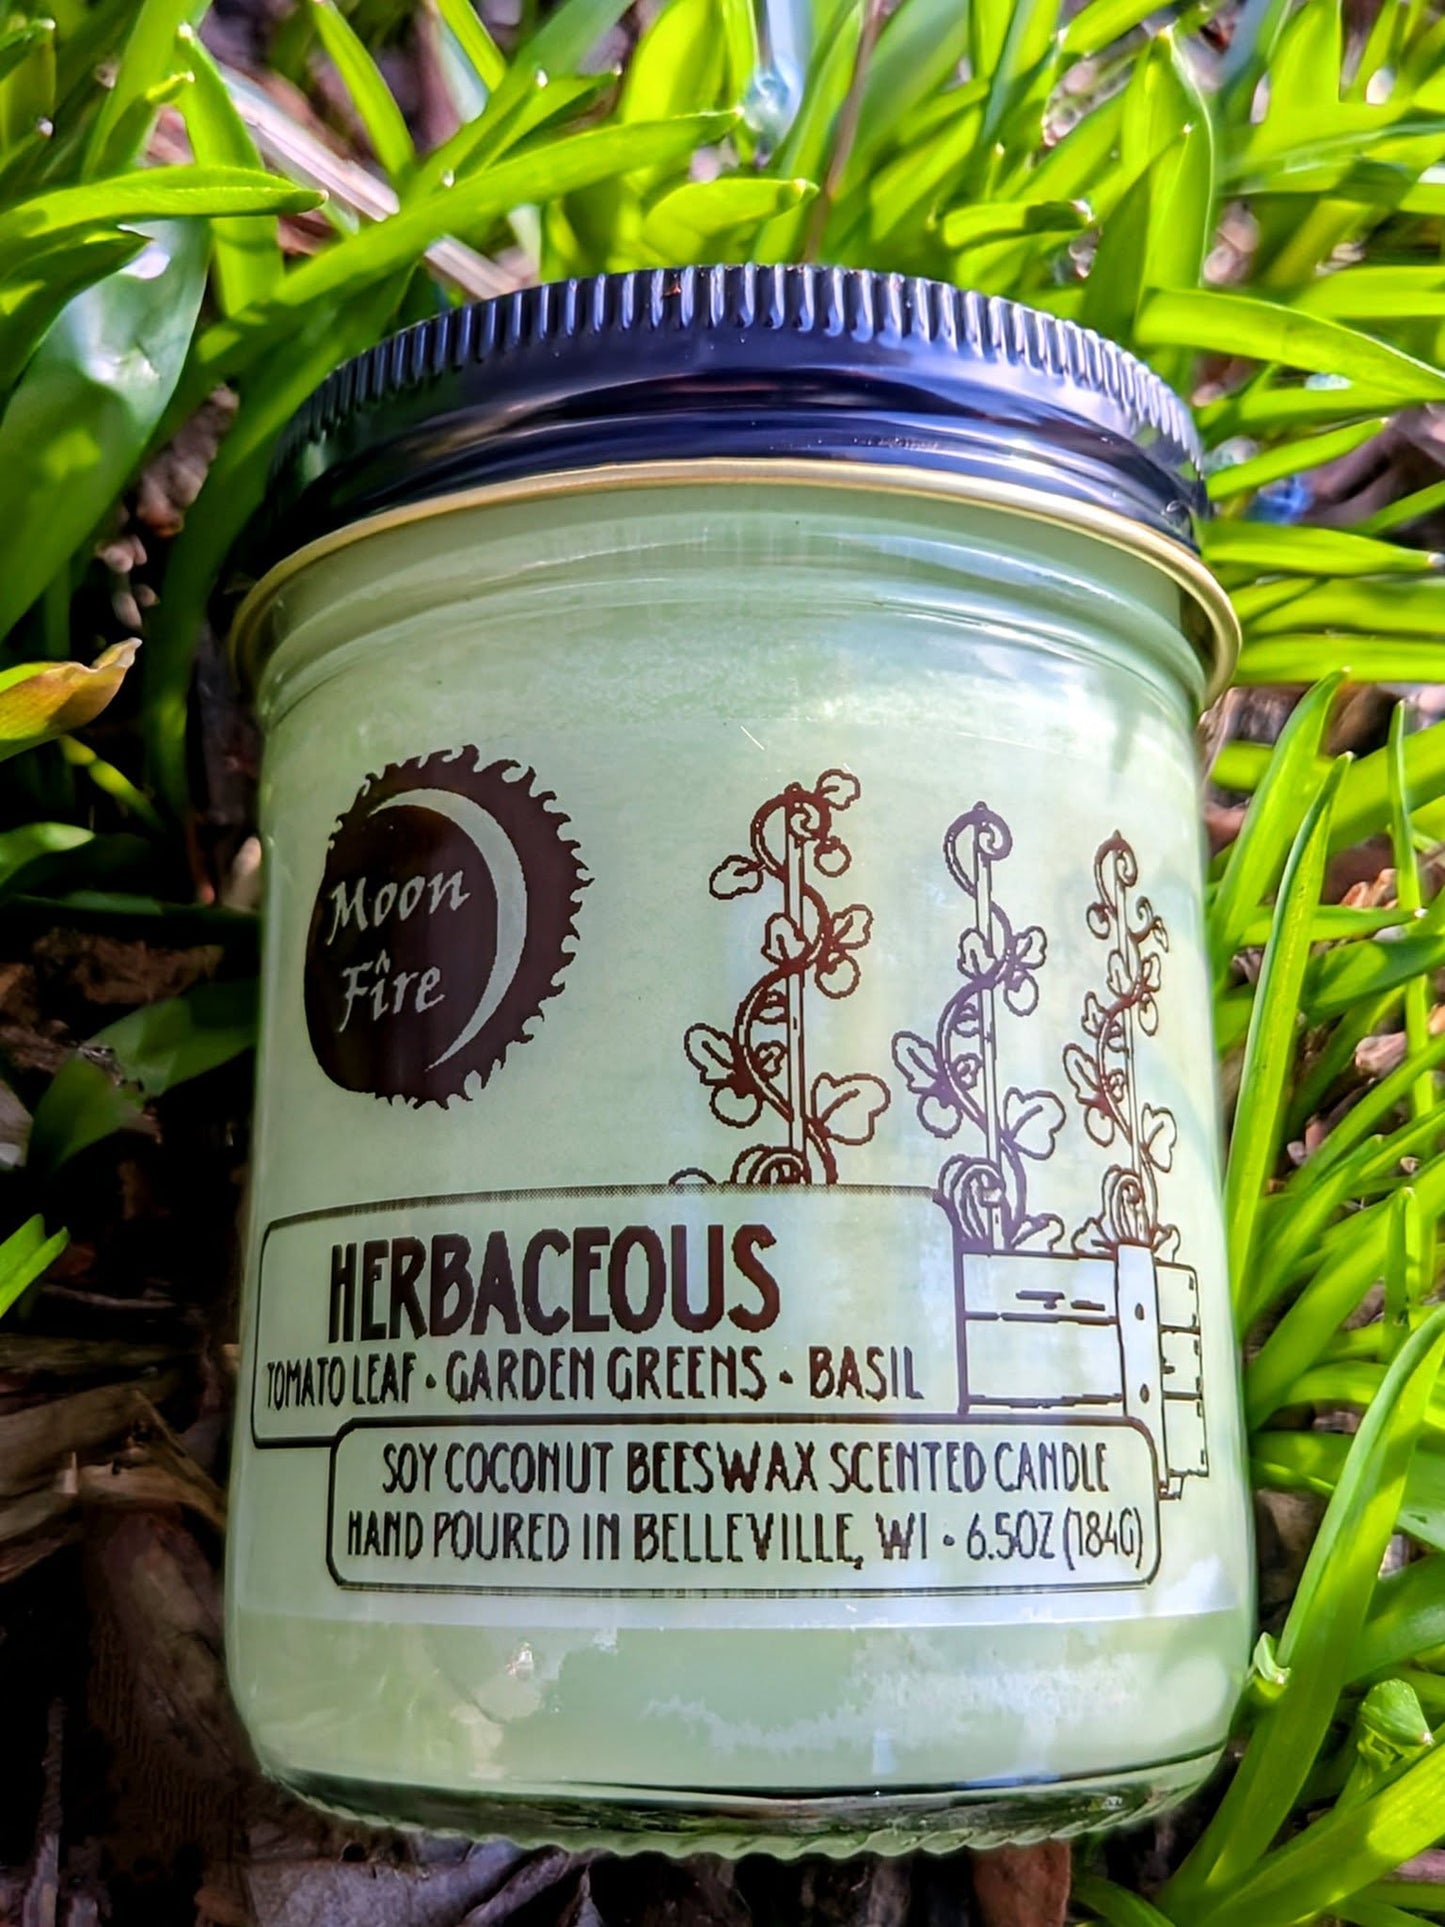 Moon
Fire
HERBACEOUS
TOMATO LEAF · GARDEN GREENS · BASIL
SOY COCONUT BEESWAX SCENTED CANDLE
HAND POURED IN BELLEVILLE, WI · 6.5OZ (184G)